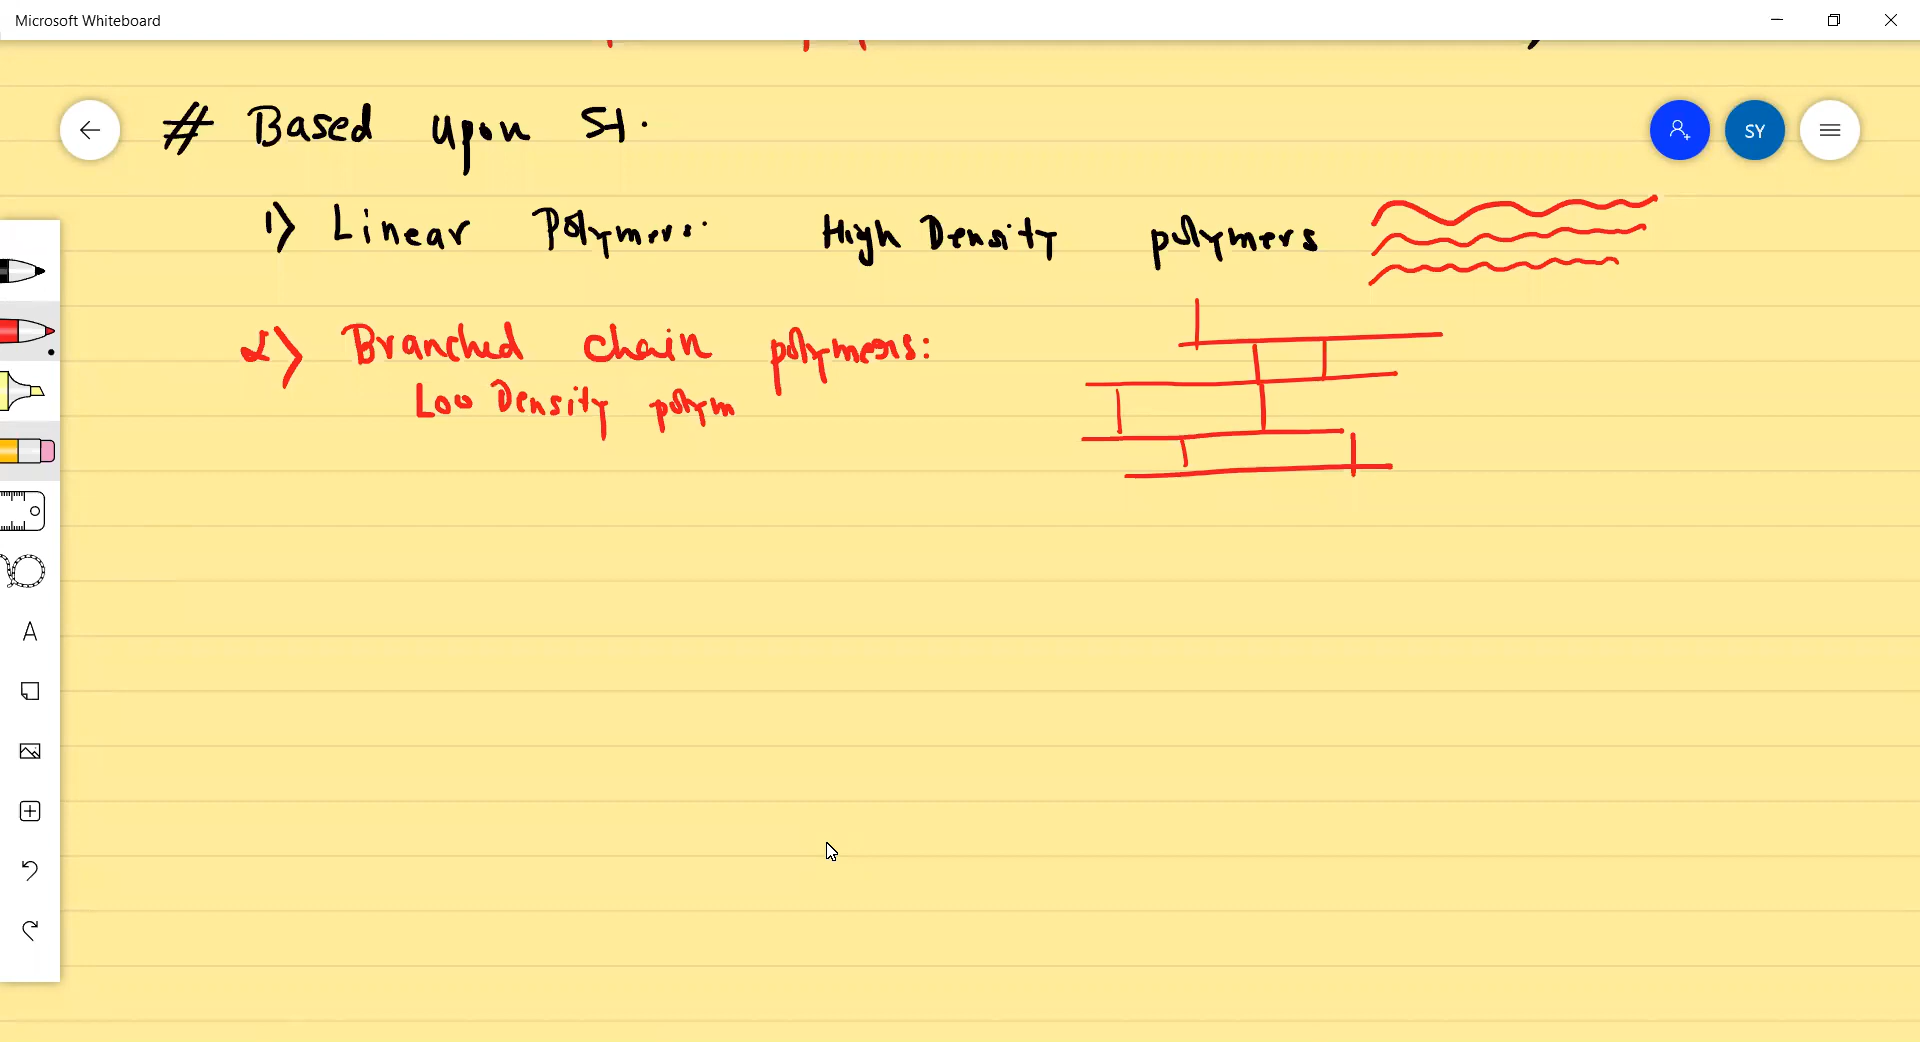 Microsoft Whiteboard
# Based upon St.
SY
1) Linear Polymers. High Density polymers
2) Branched chain polymers:
Low Density polym
A